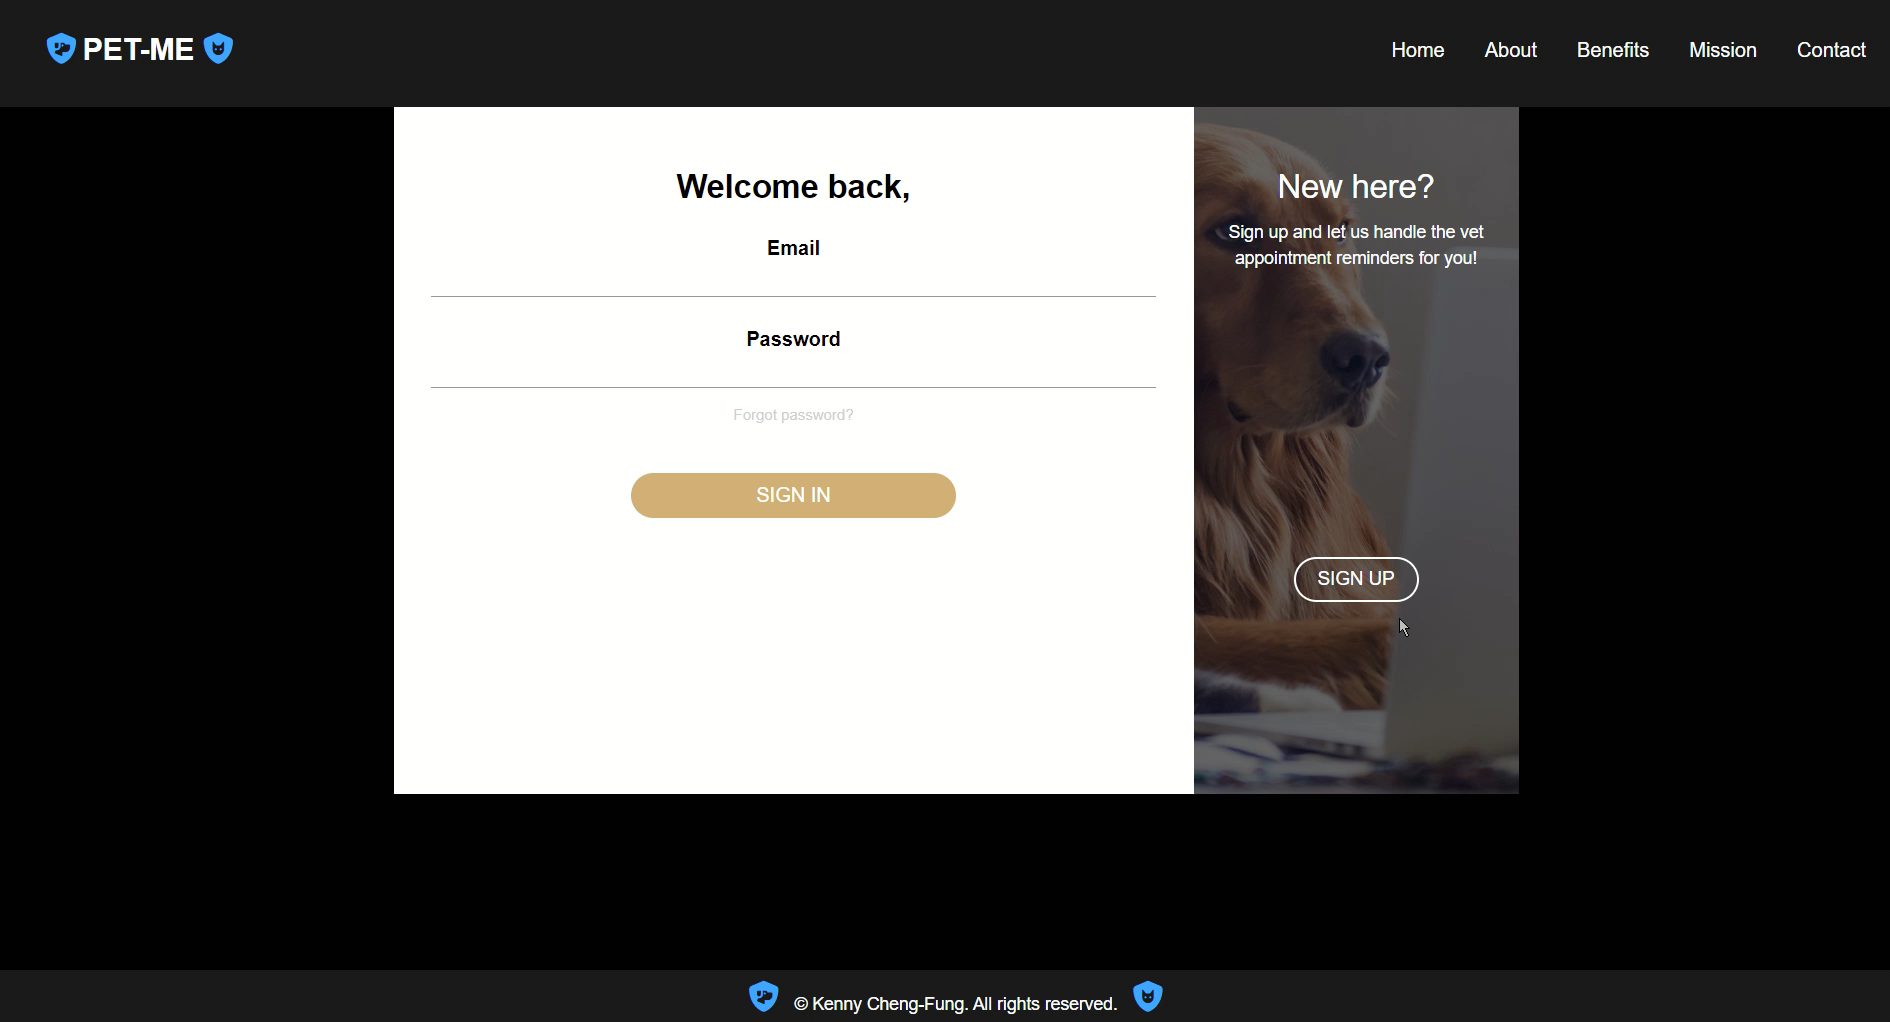 PET-ME
Home About Benefits Mission Contact
Welcome back,
Email
Password
Forgot password?
SIGN IN
New here?
Sign up and let us handle the vet
appointment reminders for you!
SIGN UP
© Kenny Cheng-Fung. All rights reserved.